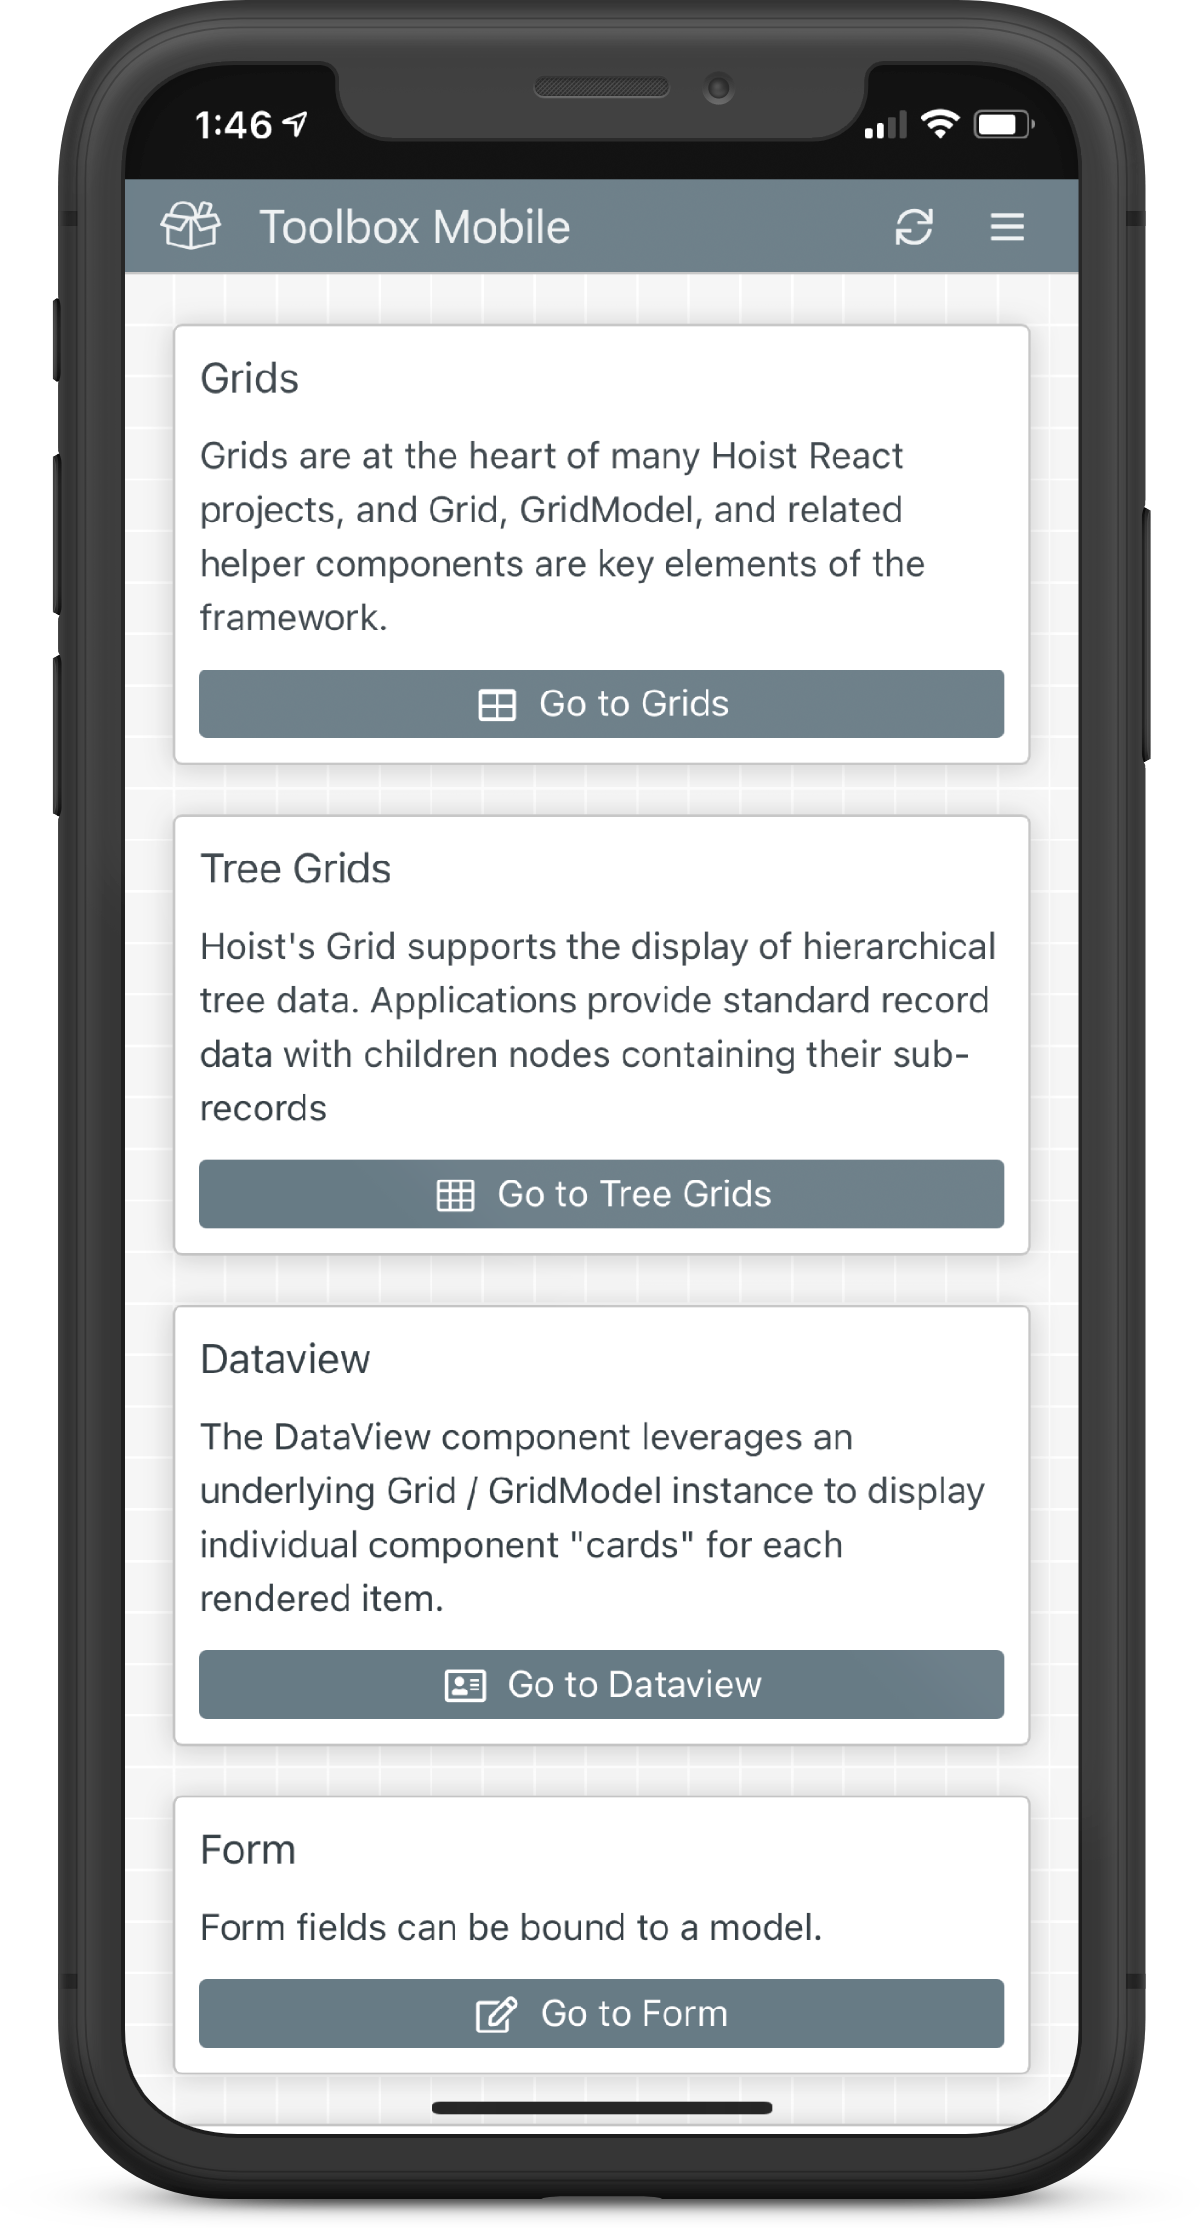 1:46
Toolbox Mobile
Grids
Grids are at the heart of many Hoist React
projects, and Grid, GridModel, and related
helper components are key elements of the
framework.
Go to Grids
Tree Grids
Hoist's Grid supports the display of hierarchical
tree data. Applications provide standard record
data with children nodes containing their sub-
records
Go to Tree Grids
Dataview
The DataView component leverages an
underlying Grid / GridModel instance to display
individual component "cards" for each
rendered item.
Go to Dataview
Form
Form fields can be bound to a model.
Go to Form